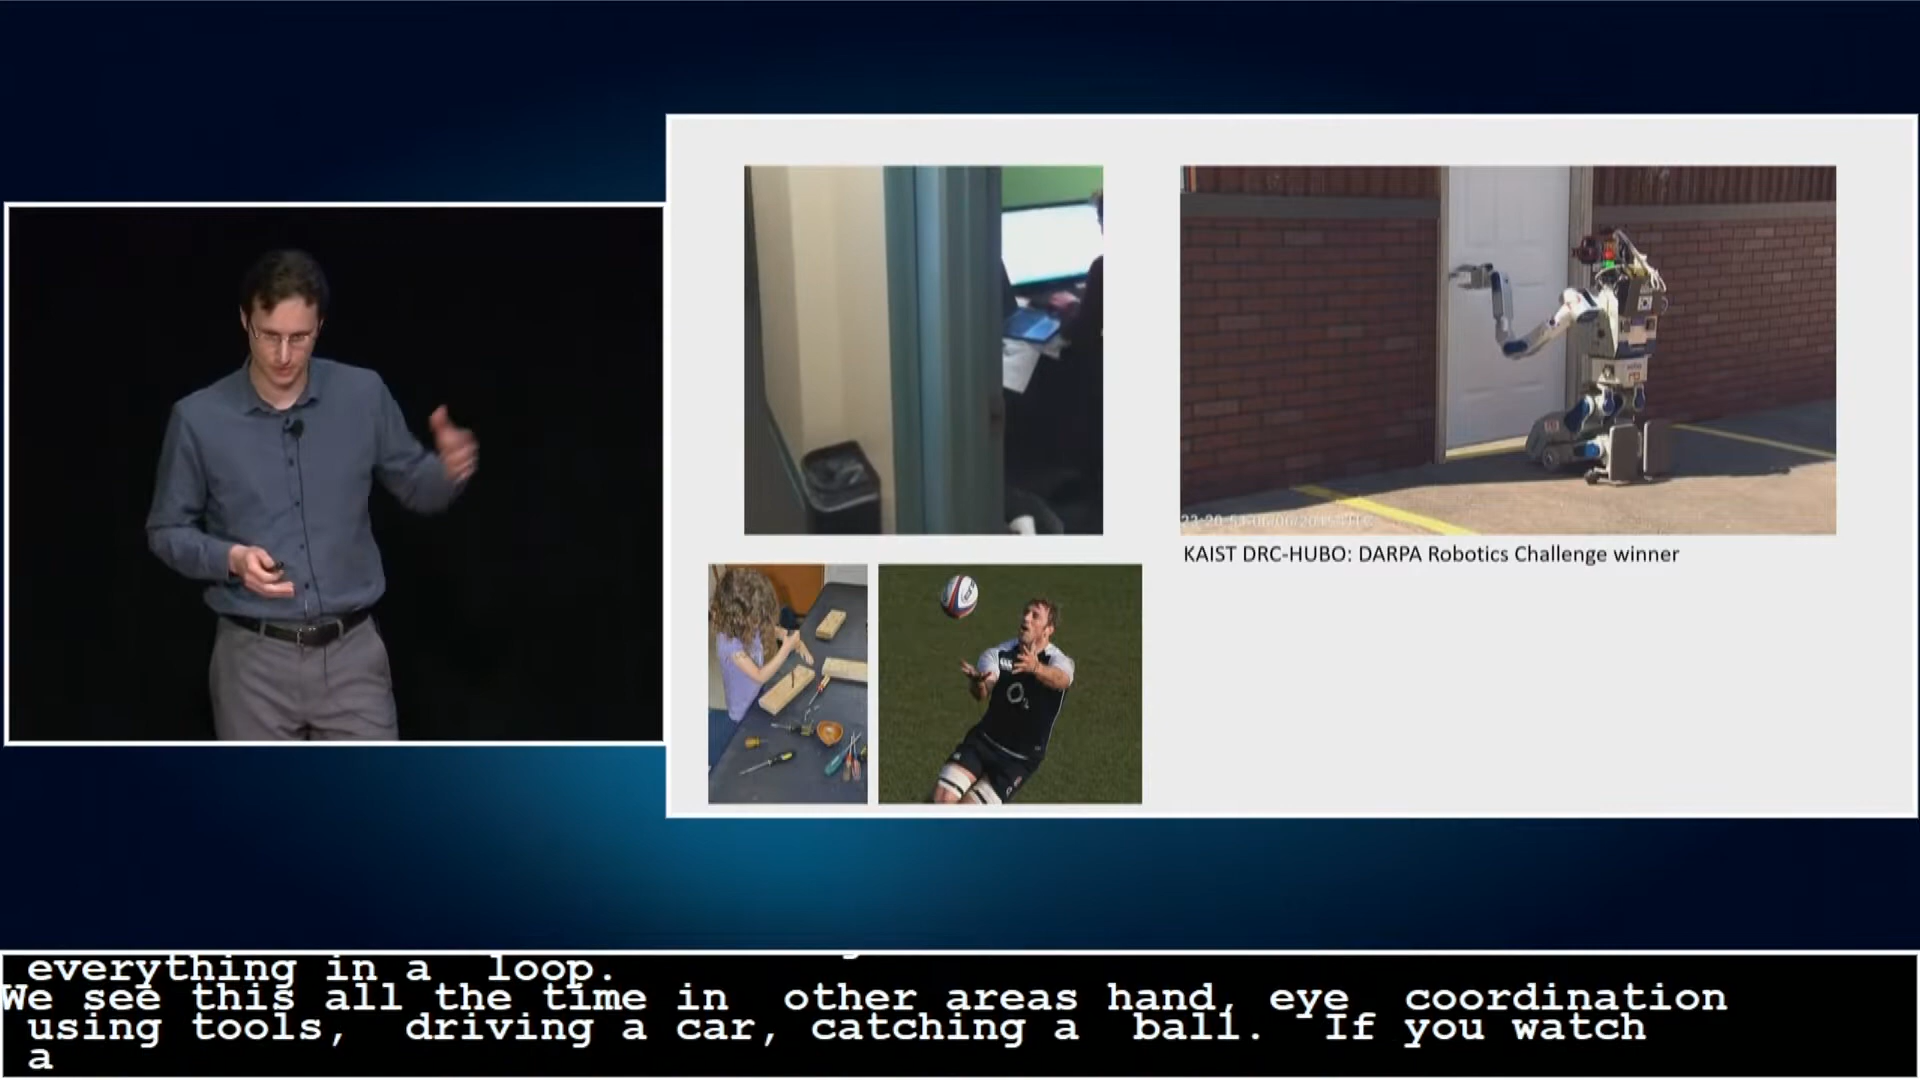 KAIST DRC-HUBO: DARPA Robotics Challenge winner
everything in a loop.
We see this all the time in other areas hand, eye coordination
using tools, driving a car, catching a ball. If you watch
a